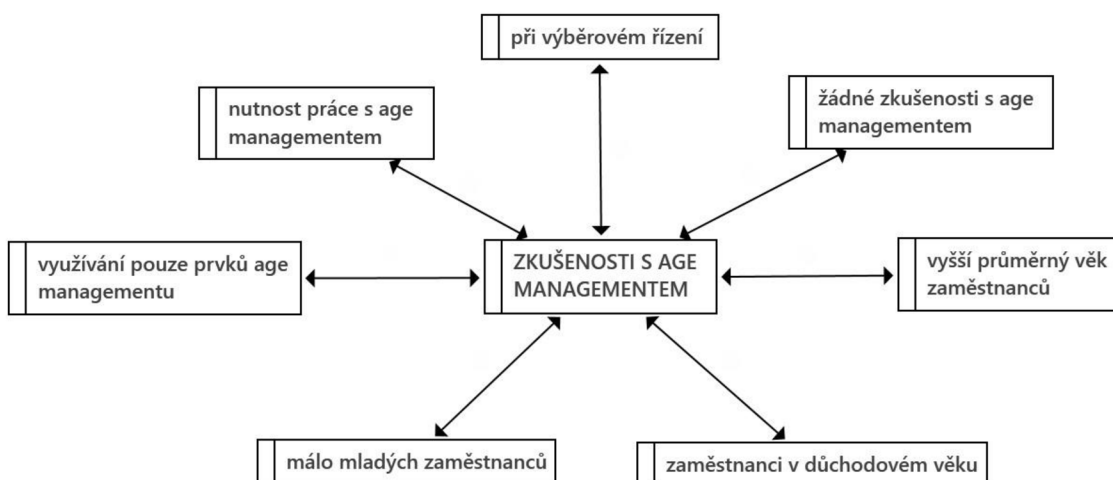 při výběrovém řízení
nutnost práce s age
managementem
žádné zkušenosti s age
managementem
využívání pouze prvků age
managementu
ZKUŠENOSTI S AGE
MANAGEMENTEM
vyšší průměrný věk
zaměstnanců
málo mladých zaměstnanců
zaměstnanci v důchodovém věku